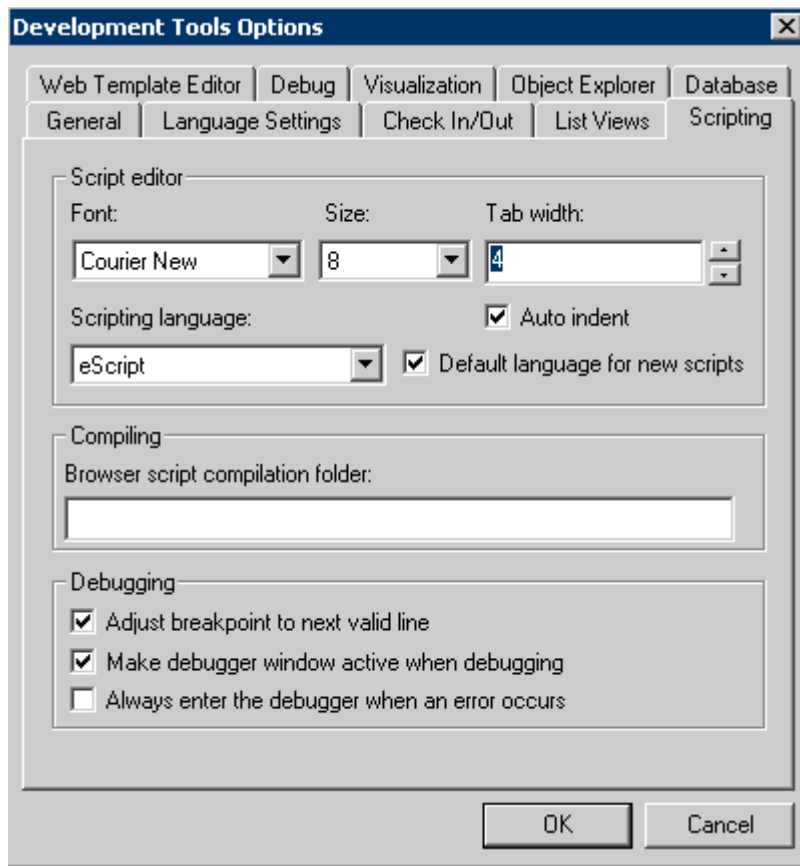 Development Tools Options
Web Template Editor Debug Visualization Object Explorer Database
General Language Settings Check In/Out List Views Scripting
Script editor
Font: Size: Tab width:
Courier New 8 4
Scripting language: Auto indent
eScript Default language for new scripts
Compiling
Browser script compilation folder:
Debugging
Adjust breakpoint to next valid line
Make debugger window active when debugging
Always enter the debugger when an error occurs
OK Cancel